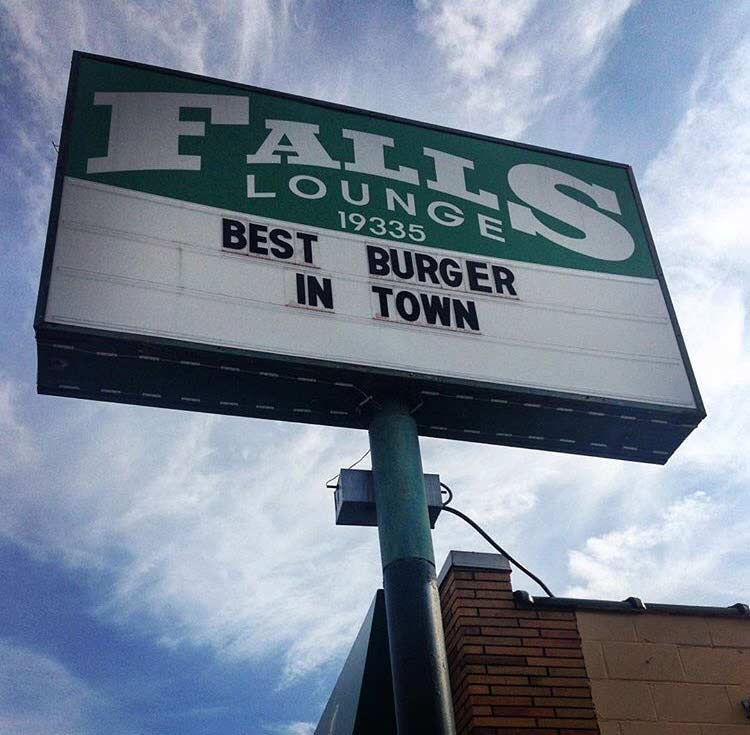 FALLS
LOUNGE
19335
BEST BURGER
IN TOWN